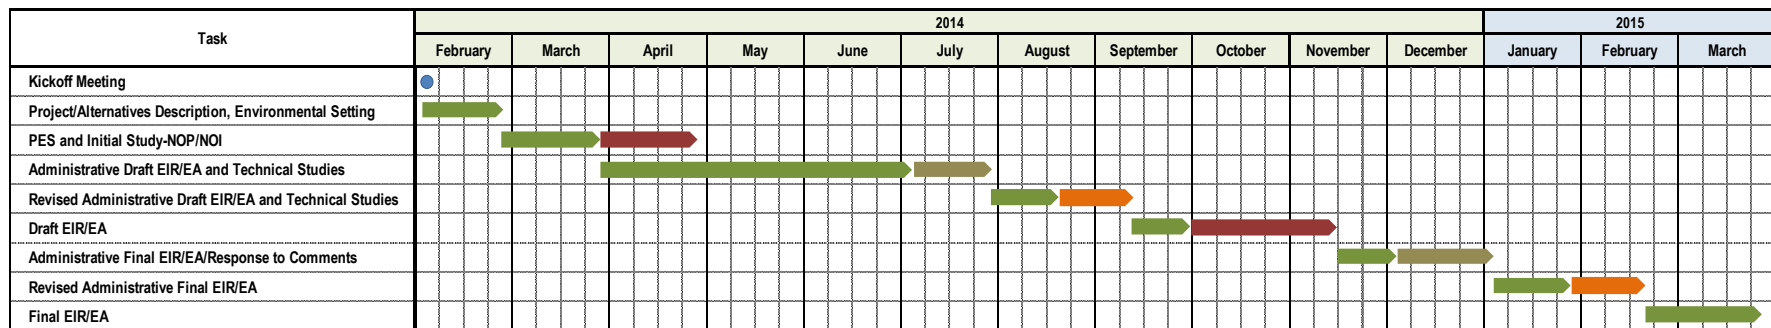 Task
2014
2015
February March April May June July August September October November December January February March
Kickoff Meeting
Project/Alternatives Description, Environmental Setting
PES and Initial Study-NOP/NOI
Administrative Draft EIR/EA and Technical Studies
Revised Administrative Draft EIR/EA and Technical Studies
Draft EIR/EA
Administrative Final EIR/EA/Response to Comments
Revised Administrative Final EIR/EA
Final EIR/EA